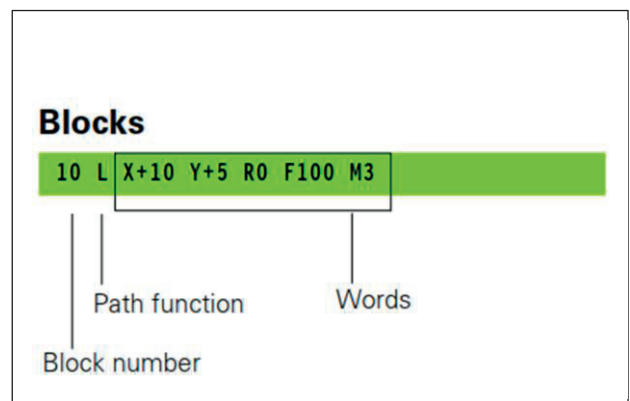 Blocks
10 L X+10 Y+5 R0 F100 M3
Path function Words
Block number